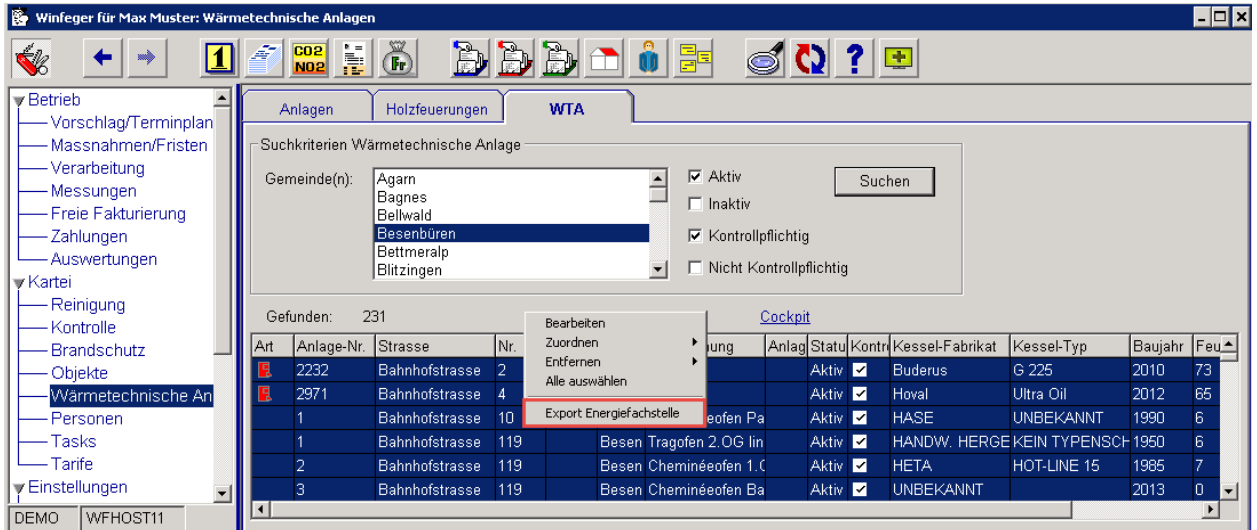 Winfeger für Max Muster: Wärmetechnische Anlagen
1 CO2 NO2 Fr ?
Betrieb
Vorschlag/Terminplan
Massnahmen/Fristen
Verarbeitung
Messungen
Freie Fakturierung
Zahlungen
Auswertungen
Kartei
Reinigung
Kontrolle
Brandschutz
Objekte
Wärmetechnische An
Personen
Tasks
Tarife
Einstellungen
DEMO WFHOST11
Anlagen Holzfeuerungen WTA
Suchkriterien Wärmetechnische Anlage
Gemeinde(n):
Agarn
Bagnes
Bellwald
Besenbüren
Bettmeralp
Blitzingen
Aktiv
Inaktiv
Kontrollpflichtig
Nicht Kontrollpflichtig
Suchen
Gefunden: 231 Cockpit
Bearbeiten
Zuordnen
Entfernen
Alle auswählen
Export Energiefachstelle
Art Anlage-Nr. Strasse Nr. nung Anlag Statu Kontro Kessel-Fabrikat Kessel-Typ Baujahr Feu
2232 Bahnhofstrasse 2 Aktiv Buderus G 225 2010 73
2971 Bahnhofstrasse 4 Aktiv Hoval Ultra Oil 2012 65
1 Bahnhofstrasse 10 eofen Pa Aktiv HASE UNBEKANNT 1990 6
1 Bahnhofstrasse 119 Besen Tragofen 2.OG lin Aktiv HANDW. HERGE KEIN TYPENSCH 1950 6
2 Bahnhofstrasse 119 Besen Cheminéeofen 1.O Aktiv HETA HOT-LINE 15 1985 7
3 Bahnhofstrasse 119 Besen Cheminéeofen Ba Aktiv UNBEKANNT 2013 0